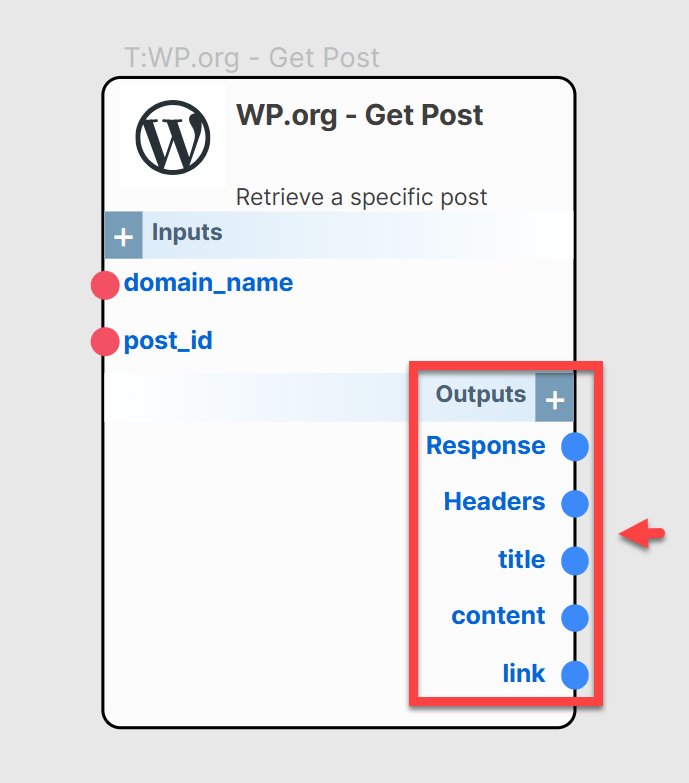 T:WP.org - Get Post
WP.org - Get Post
Retrieve a specific post
+ Inputs
domain_name
post_id
Outputs +
Response
Headers
title
content
link